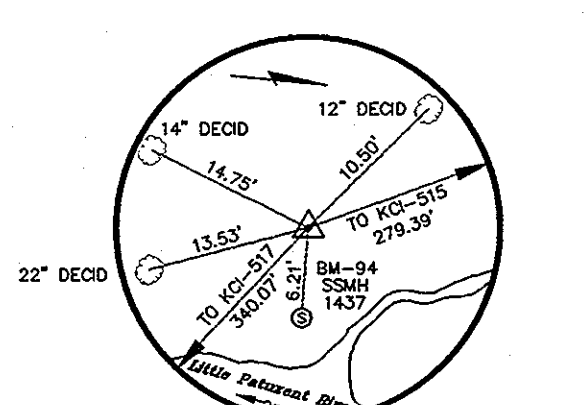 12" DECID
14" DECID
14.75'
10.50'
TO KCI-515
279.39'
13.53'
22" DECID
TO KCI-517
340.07'
6.21'
BM-94
SSMH
1437
S
Little Patuxent